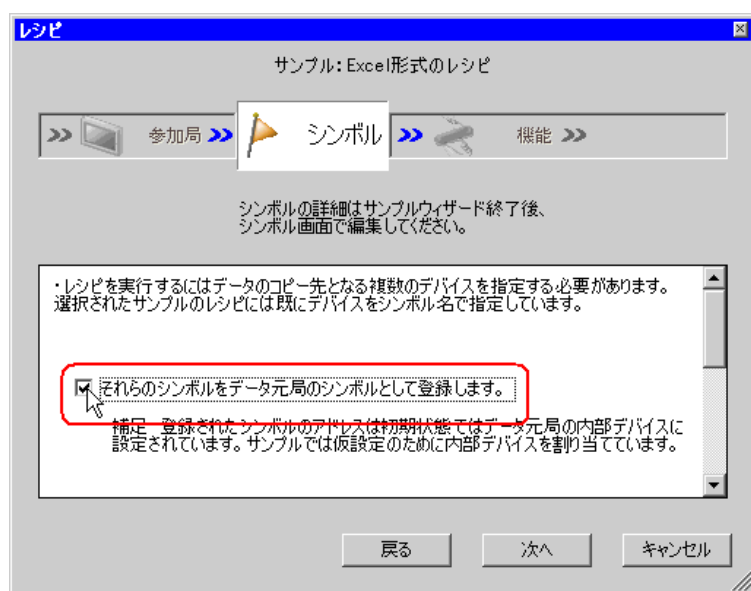 レシピ
サンプル：Excel形式のレシピ
>> 参加局 >> シンボル >> 機能 >>
シンボルの詳細はサンプルウィザード終了後、
シンボル画面で編集してください。
・レシピを実行するにはデータのコピー先となる複数のデバイスを指定する必要があります。
選択されたサンプルのレシピには既にデバイスをシンボル名で指定しています。
それらのシンボルをデータ元局のシンボルとして登録します。
補足 登録されたシンボルのアドレスは初期状態ではデータ元局の内部デバイスに
設定されています。サンプルでは仮設定のために内部デバイスを割り当てています。
戻る 次へ キャンセル